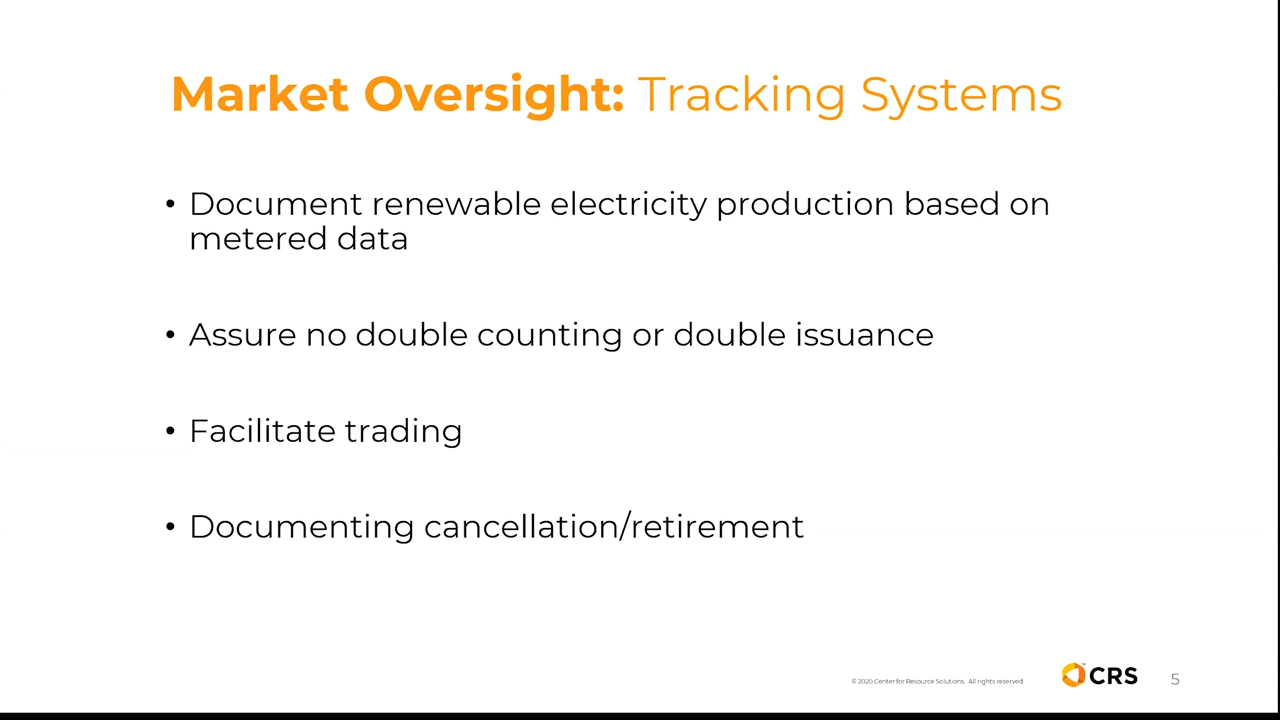 Market Oversight: Tracking Systems
• Document renewable electricity production based on
metered data
• Assure no double counting or double issuance
• Facilitate trading
• Documenting cancellation/retirement
© 2020 Center for Resource Solutions. All rights reserved.
CRS
5